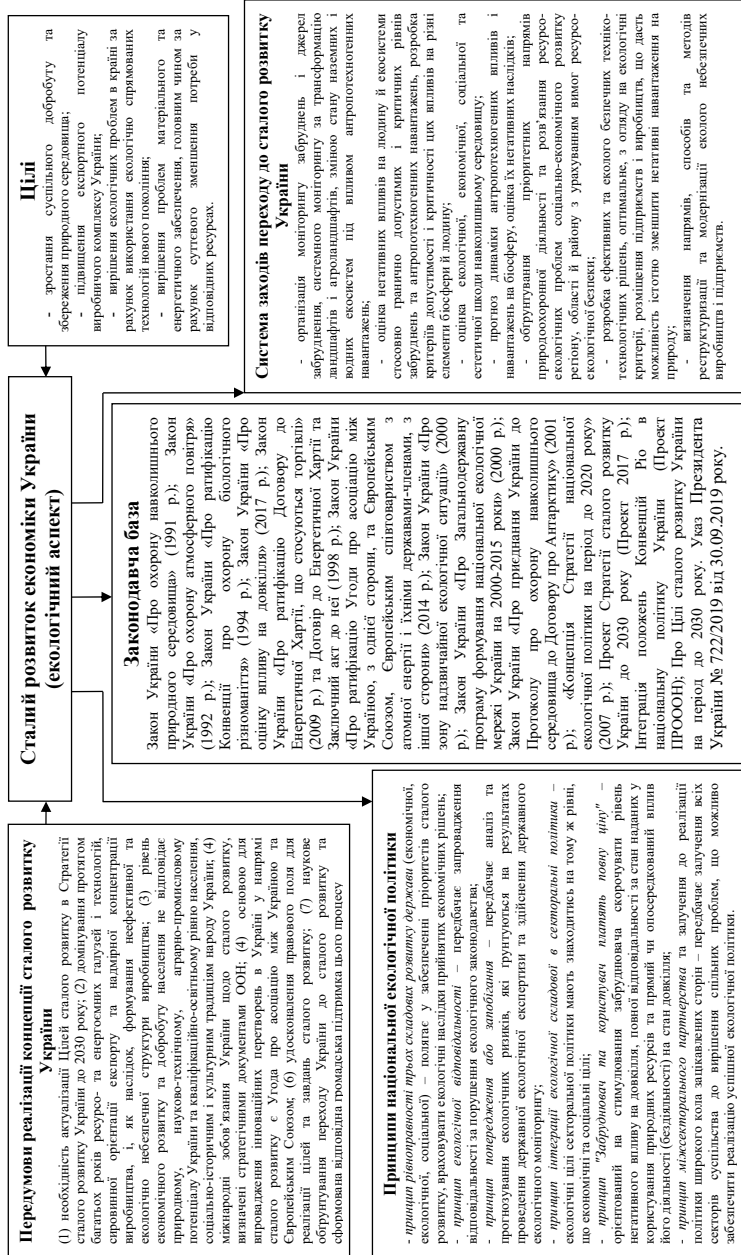 Сталий розвиток економіки України
(екологічний аспект)
Передумови реалізації концепції сталого розвитку
України
(1) необхідність актуалізації Цілей сталого розвитку в Стратегії
сталого розвитку України до 2030 року; (2) домінування протягом
багатьох років ресурсо- та енергоємних галузей і технологій,
сировинної орієнтації експорту та надмірної концентрації
виробництва, і, як наслідок, формування неефективної та
екологічно небезпечної структури виробництва; (3) рівень
економічного розвитку та добробуту населення не відповідає
природному, науково-технічному, аграрно-промисловому
потенціалу України та кваліфікаційно-освітньому рівню населення,
соціально-історичним і культурним традиціям народу України; (4)
міжнародні зобов'язання України щодо сталого розвитку,
визначені стратегічними документами ООН; (4) основою для
впровадження інноваційних перетворень в Україні у напрямі
сталого розвитку є Угода про асоціацію між Україною та
Європейським Союзом; (6) удосконалення правового поля для
реалізації цілей та завдань сталого розвитку; (7) наукове
обґрунтування переходу України до сталого розвитку та
сформована відповідна громадська підтримка цього процесу
Цілі
- зростання суспільного добробуту та
збереження природного середовища;
- підвищення експортного потенціалу
виробничого комплексу України;
- вирішення екологічних проблем в країні за
рахунок використання екологічно спрямованих
технологій нового покоління;
- вирішення проблем матеріального та
енергетичного забезпечення, головним чином за
рахунок суттєвого зменшення потреби у
відповідних ресурсах.
Принципи національної екологічної політики
- принцип рівноправності трьох складових розвитку держави (економічної,
екологічної, соціальної) – полягає у забезпеченні пріоритетів сталого
розвитку, враховувати екологічні наслідки прийнятих економічних рішень;
- принцип екологічної відповідальності – передбачає запровадження
відповідальності за порушення екологічного законодавства;
- принцип попередження або запобігання – передбачає аналіз та
прогнозування екологічних ризиків, які ґрунтуються на результатах
проведення державної екологічної експертизи та здійснення державного
екологічного моніторингу;
- принцип інтеграції екологічної складової в секторальні політики –
екологічні цілі секторальної політики мають знаходитись на тому ж рівні,
що економічні та соціальні цілі;
- принцип "Забруднювач та користувач платять повну ціну" –
орієнтований на стимулювання забруднювача скорочувати рівень
негативного впливу на довкілля, повної відповідальності за стан наданих у
користування природних ресурсів та прямий чи опосередкований вплив
його діяльності (бездіяльності) на стан довкілля;
- принцип міжсекторального партнерства та залучення до реалізації
політики широкого кола зацікавлених сторін – передбачає залучення всіх
секторів суспільства до вирішення спільних проблем, що можливо
забезпечити реалізацію успішної екологічної політики.
Законодавча база
Закон України «Про охорону навколишнього
природного середовища» (1991 р.); Закон
України «Про охорону атмосферного повітря»
(1992 р.); Закон України «Про ратифікацію
Конвенції про охорону біологічного
різноманіття» (1994 р.); Закон України «Про
оцінку впливу на довкілля» (2017 р.); Закон
України «Про ратифікацію Договору до
Енергетичної Хартії, що стосуються торгівлі»
(2009 р.) та Договір до Енергетичної Хартії та
Заключний акт до неї (1998 р.); Закон України
«Про ратифікацію Угоди про асоціацію між
Україною, з однієї сторони, та Європейським
Союзом, Європейським співтовариством з
атомної енергії і їхніми державами-членами, з
іншої сторони» (2014 р.); Закон України «Про
зону надзвичайної екологічної ситуації» (2000
р.); Закон України «Про Загальнодержавну
програму формування національної екологічної
мережі України на 2000-2015 роки» (2000 р.);
Закон України «Про приєднання України до
Протоколу про охорону навколишнього
середовища до Договору про Антарктику» (2001
р.); «Концепція Стратегії національної
екологічної політики на період до 2020 року»
(2007 р.); Проект Стратегії сталого розвитку
України до 2030 року (Проект 2017 р.);
Інтеграція положень Конвенцій Ріо в
національну політику України (Проект
ПРОООН); Про Цілі сталого розвитку України
на період до 2030 року. Указ Президента
України № 722/2019 від 30.09.2019 року.
Система заходів переходу до сталого розвитку
України
- організація моніторингу забруднень і джерел
забруднення, системного моніторингу за трансформацію
ландшафтів і агроландшафтів, зміною стану наземних і
водних екосистем під впливом антропотехногенних
навантажень;
- оцінка негативних впливів на людину й екосистеми
стосовно гранично допустимих і критичних рівнів
забруднень та антропотехногенних навантажень, розробка
критеріїв допустимості і критичності цих впливів на різні
елементи біосфери й людину;
- оцінка екологічної, економічної, соціальної та
естетичної шкоди навколишньому середовищу;
- прогноз динаміки антропотехногенних впливів і
навантажень на біосферу, оцінка їх негативних наслідків;
- обґрунтування пріоритетних напрямів
природоохоронної діяльності та розв'язання ресурсо-
екологічних проблем соціально-економічного розвитку
регіону, області й району з урахуванням вимог ресурсо-
екологічної безпеки;
- розробка ефективних та еколого безпечних техніко-
технологічних рішень, оптимальне, з огляду на екологічні
критерії, розміщення підприємств і виробництв, що дасть
можливість істотно зменшити негативні навантаження на
природу;
- визначення напрямів, способів та методів
реструктуризації та модернізації еколого небезпечних
виробництв і підприємств.